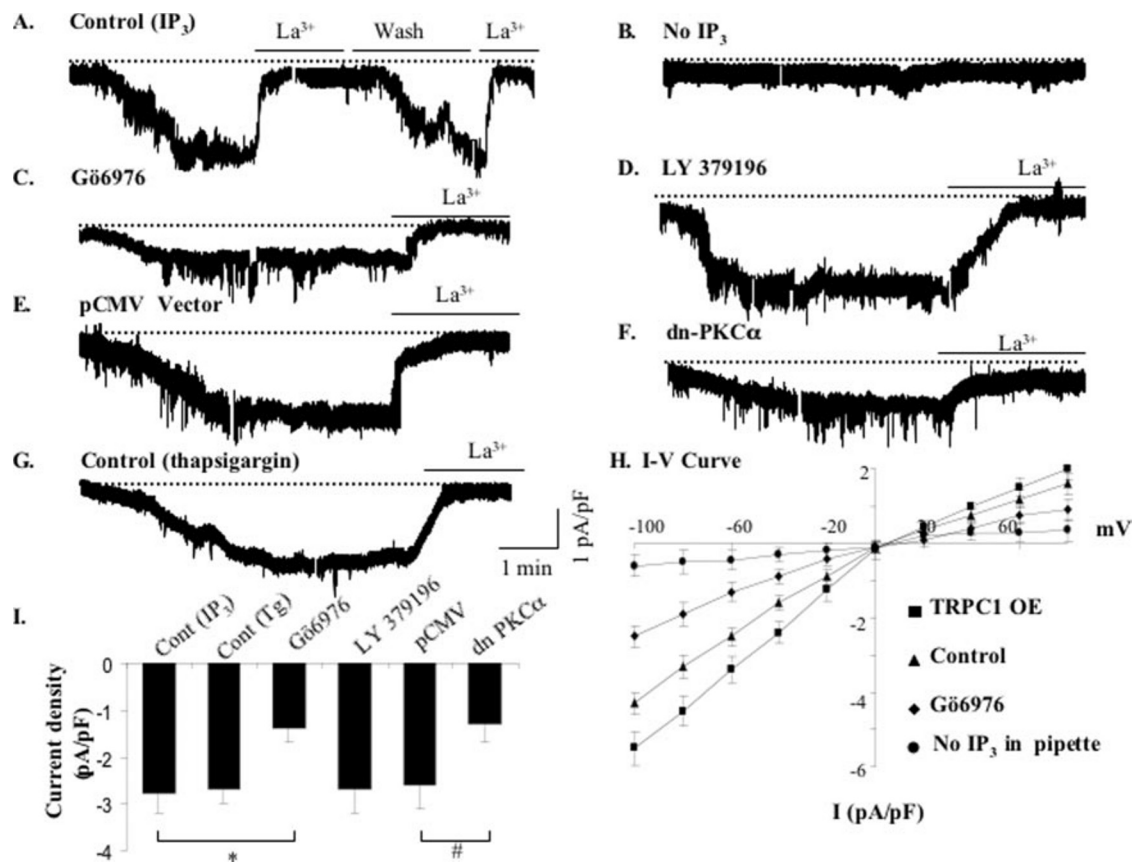 A. Control (IP3)
La³⁺ Wash La³⁺
B. No IP3
C. Gö6976
La³⁺
D. LY 379196
La³⁺
E. pCMV Vector
La³⁺
F. dn-PKCα
La³⁺
G. Control (thapsigargin)
La³⁺
1 pA/pF
1 min
H. I-V Curve
2
-100 -60 -20 20 60 mV
-2
-4
-6
I (pA/pF)
TRPC1 OE
Control
Gö6976
No IP3 in pipette
I.
Cont (IP3) Cont (Tg) Gö6976 LY 379196 pCMV dn PKCα
0
-1
-2
-3
-4
Current density
(pA/pF)
* #